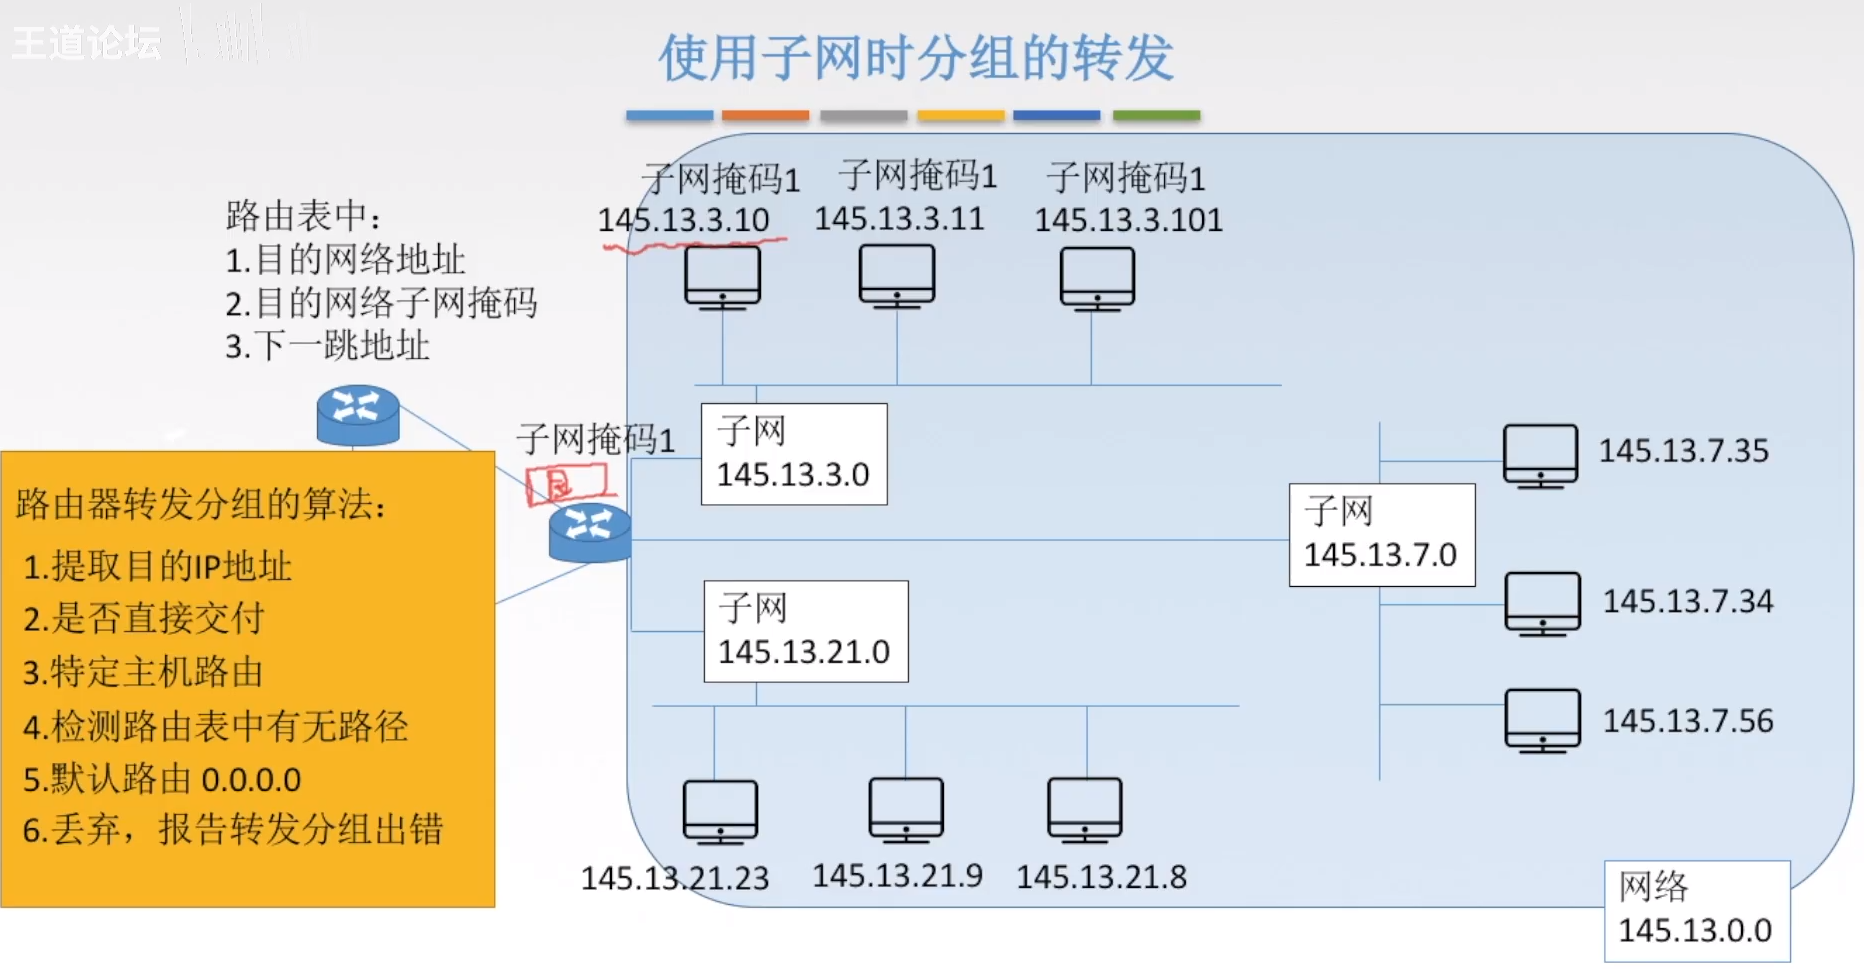 王道论坛
使用子网时分组的转发
路由表中：
1.目的网络地址
2.目的网络子网掩码
3.下一跳地址
子网掩码1
145.13.3.10
子网掩码1
145.13.3.11
子网掩码1
145.13.3.101
子网掩码1
子网
145.13.3.0
子网
145.13.7.0
145.13.7.35
145.13.7.34
145.13.7.56
子网
145.13.21.0
145.13.21.23
145.13.21.9
145.13.21.8
路由器转发分组的算法：
1.提取目的IP地址
2.是否直接交付
3.特定主机路由
4.检测路由表中有无路径
5.默认路由 0.0.0.0
6.丢弃，报告转发分组出错
网络
145.13.0.0